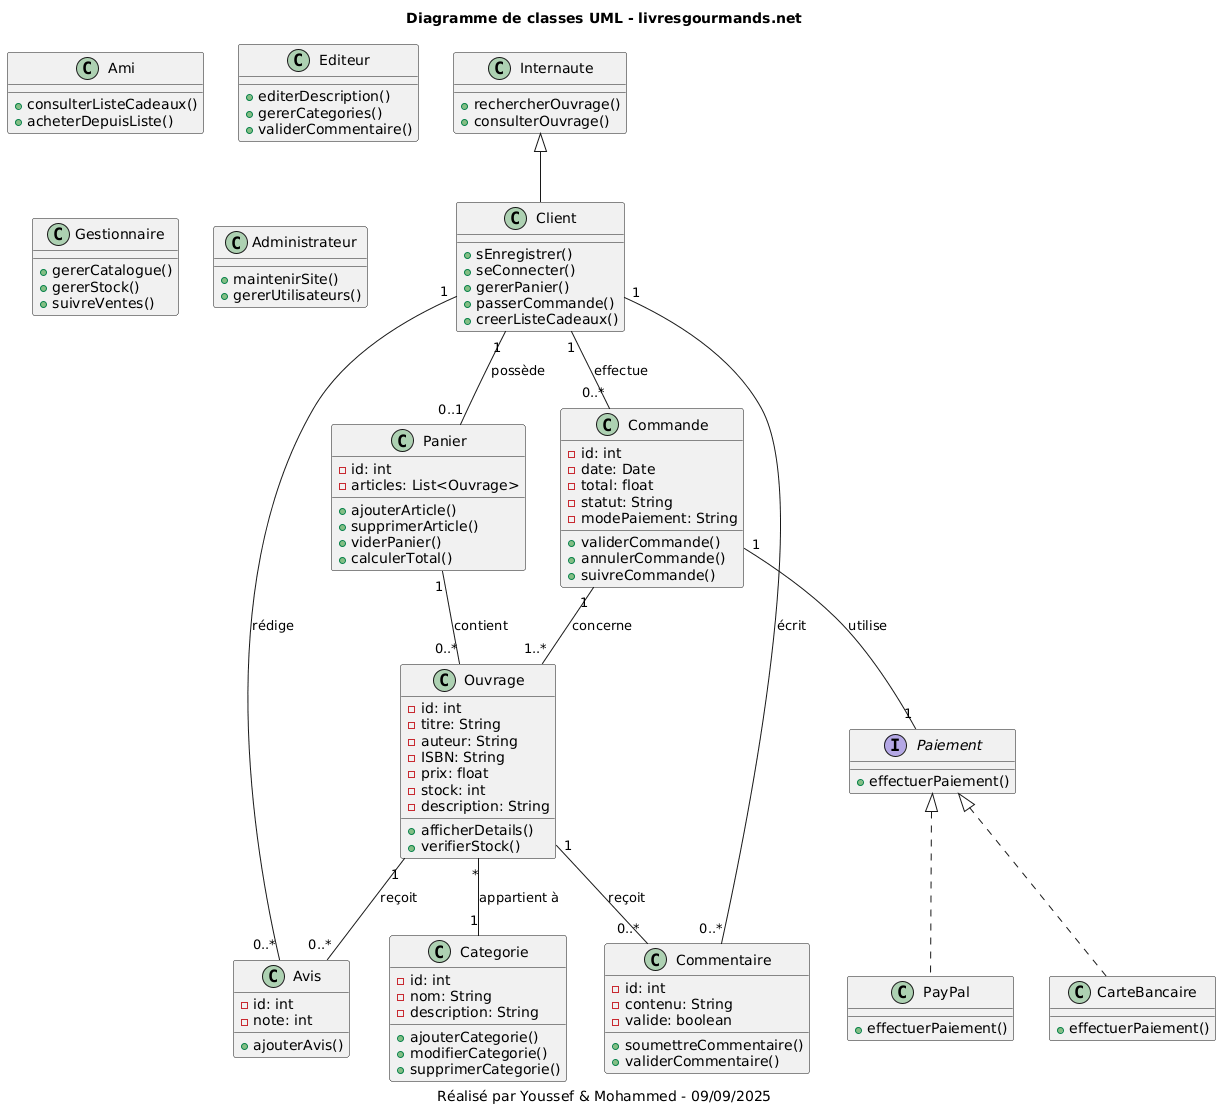 Diagramme de classes UML - livresgourmands.net
C Ami
consulterListeCadeaux()
acheterDepuisListe()
C Editeur
editerDescription()
gererCategories()
validerCommentaire()
C Internaute
rechercherOuvrage()
consulterOuvrage()
C Gestionnaire
gererCatalogue()
gererStock()
suivreVentes()
C Administrateur
maintenirSite()
gererUtilisateurs()
C Client
sEnregistrer()
seConnecter()
gererPanier()
passerCommande()
creerListeCadeaux()
1
1
1
1
possède
effectue
0..1
0..*
C Panier
id: int
articles: List<Ouvrage>
ajouterArticle()
supprimerArticle()
viderPanier()
calculerTotal()
C Commande
id: int
date: Date
total: float
statut: String
modePaiement: String
validerCommande()
annulerCommande()
suivreCommande()
1
1
1
rédige
contient
concerne
écrit
utilise
0..*
1..*
1
C Ouvrage
id: int
titre: String
auteur: String
ISBN: String
prix: float
stock: int
description: String
afficherDetails()
verifierStock()
I Paiement
effectuerPaiement()
1
*
1
reçoit
appartient à
reçoit
0..*
0..*
1
0..*
0..*
C Avis
id: int
note: int
ajouterAvis()
C Categorie
id: int
nom: String
description: String
ajouterCategorie()
modifierCategorie()
supprimerCategorie()
C Commentaire
id: int
contenu: String
valide: boolean
soumettreCommentaire()
validerCommentaire()
C PayPal
effectuerPaiement()
C CarteBancaire
effectuerPaiement()
Réalisé par Youssef & Mohammed - 09/09/2025